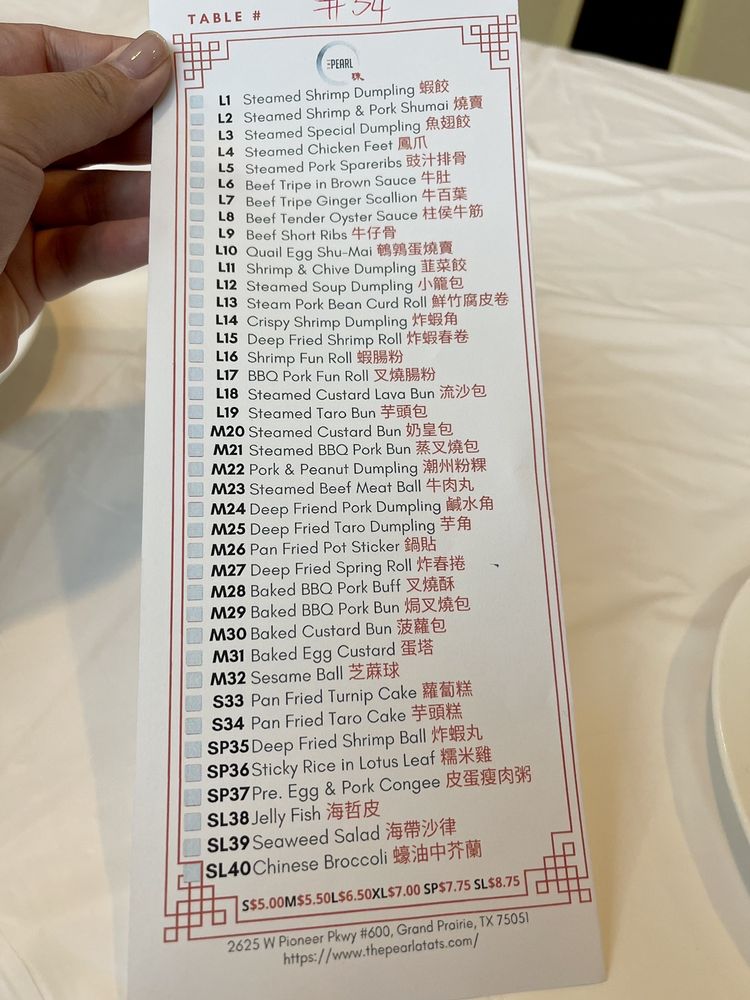 TABLE # #34
PEARL
珠
L1 Steamed Shrimp Dumpling 蝦餃
L2 Steamed Shrimp & Pork Shumai 燒賣
L3 Steamed Special Dumpling 魚翅餃
L4 Steamed Chicken Feet 鳳爪
L5 Steamed Pork Spareribs 豉汁排骨
L6 Beef Tripe in Brown Sauce 牛肚
L7 Beef Tripe Ginger Scallion 牛百葉
L8 Beef Tender Oyster Sauce 柱侯牛筋
L9 Beef Short Ribs 牛仔骨
L10 Quail Egg Shu-Mai 鵪鶉蛋燒賣
L11 Shrimp & Chive Dumpling 韮菜餃
L12 Steamed Soup Dumpling 小籠包
L13 Steam Pork Bean Curd Roll 鮮竹腐皮卷
L14 Crispy Shrimp Dumpling 炸蝦角
L15 Deep Fried Shrimp Roll 炸蝦春卷
L16 Shrimp Fun Roll 蝦腸粉
L17 BBQ Pork Fun Roll 叉燒腸粉
L18 Steamed Custard Lava Bun 流沙包
L19 Steamed Taro Bun 芋頭包
M20 Steamed Custard Bun 奶皇包
M21 Steamed BBQ Pork Bun 蒸叉燒包
M22 Pork & Peanut Dumpling 潮州粉粿
M23 Steamed Beef Meat Ball 牛肉丸
M24 Deep Friend Pork Dumpling 鹹水角
M25 Deep Fried Taro Dumpling 芋角
M26 Pan Fried Pot Sticker 鍋貼
M27 Deep Fried Spring Roll 炸春捲
M28 Baked BBQ Pork Buff 叉燒酥
M29 Baked BBQ Pork Bun 焗叉燒包
M30 Baked Custard Bun 菠蘿包
M31 Baked Egg Custard 蛋塔
M32 Sesame Ball 芝蔴球
S33 Pan Fried Turnip Cake 蘿蔔糕
S34 Pan Fried Taro Cake 芋頭糕
SP35 Deep Fried Shrimp Ball 炸蝦丸
SP36 Sticky Rice in Lotus Leaf 糯米雞
SP37 Pre. Egg & Pork Congee 皮蛋瘦肉粥
SL38 Jelly Fish 海哲皮
SL39 Seaweed Salad 海帶沙律
SL40 Chinese Broccoli 蠔油中芥蘭
S$5.00M$5.50L$6.50XL$7.00 SP$7.75 SL$8.75
2625 W Pioneer Pkwy #600, Grand Prairie, TX 75051
https://www.thepearlatats.com/